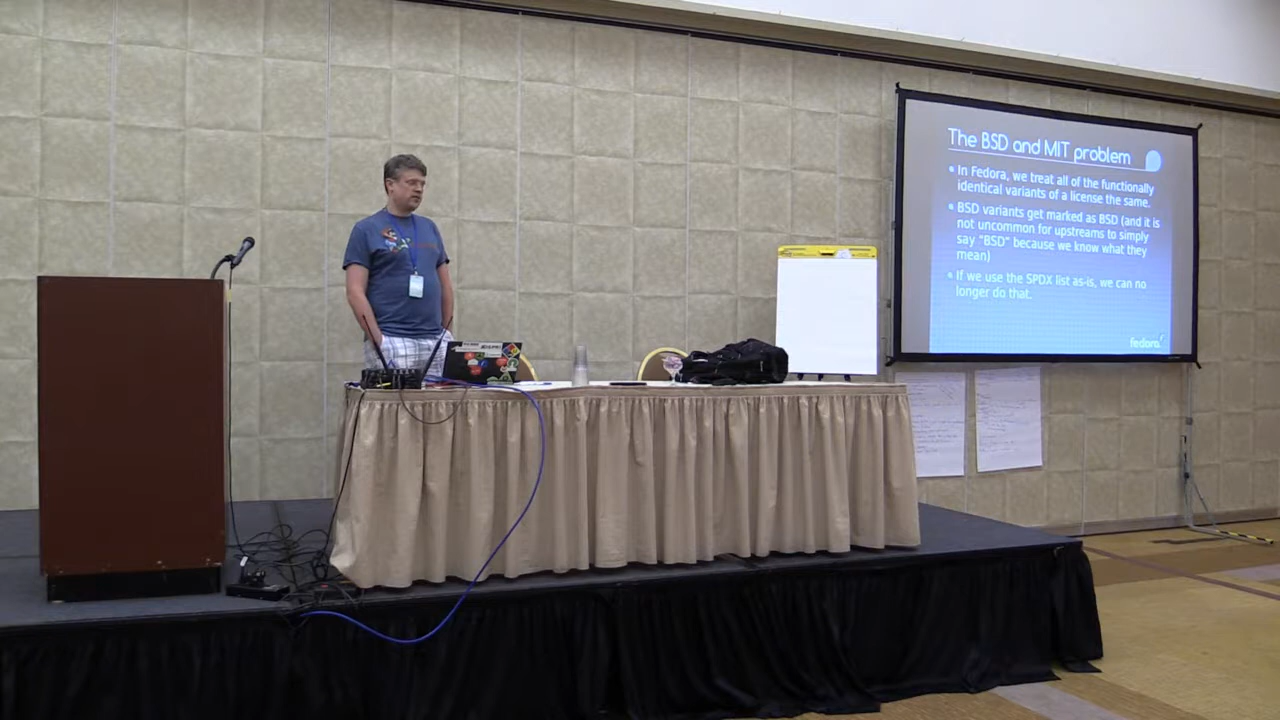 The BSD and MIT problem
In Fedora, we treat all of the functionally
identical variants of a license the same.
BSD variants get marked as BSD (and it is
not uncommon for upstreams to simply
say "BSD" because we know what they
mean)
If we use the SPDX list as-is, we can no
longer do that.
fedora